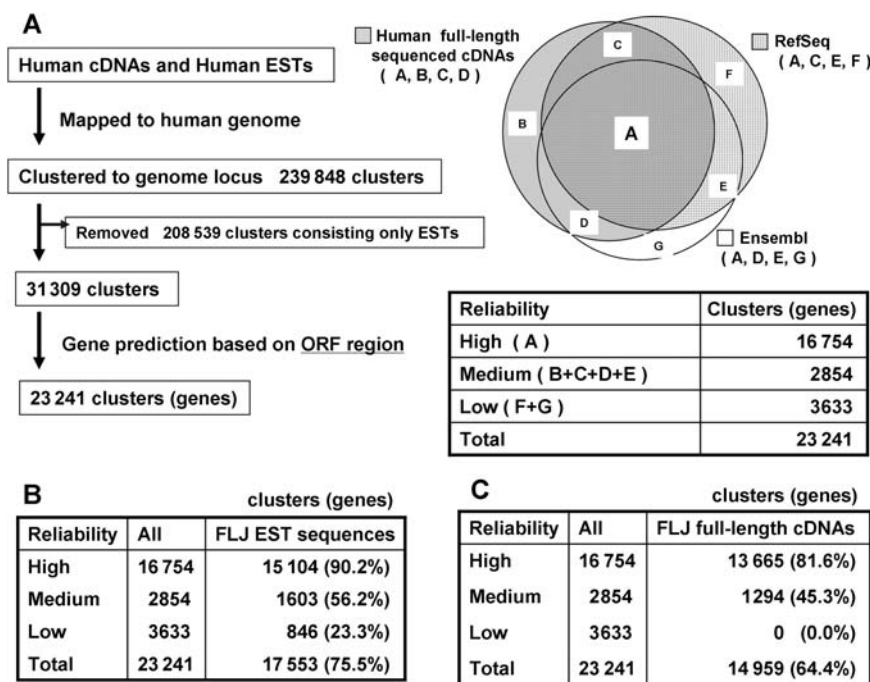 A
Human cDNAs and Human ESTs
Mapped to human genome
Clustered to genome locus 239 848 clusters
Removed 208 539 clusters consisting only ESTs
31 309 clusters
Gene prediction based on ORF region
23 241 clusters (genes)
Human full-length
sequenced cDNAs
( A, B, C, D )
RefSeq
( A, C, E, F )
C
F
B
A
E
D
G
Ensembl
( A, D, E, G )
Reliability Clusters (genes)
High ( A ) 16 754
Medium ( B+C+D+E ) 2854
Low ( F+G ) 3633
Total 23 241
B
clusters (genes)
Reliability All FLJ EST sequences
High 16 754 15 104 (90.2%)
Medium 2854 1603 (56.2%)
Low 3633 846 (23.3%)
Total 23 241 17 553 (75.5%)
C
clusters (genes)
Reliability All FLJ full-length cDNAs
High 16 754 13 665 (81.6%)
Medium 2854 1294 (45.3%)
Low 3633 0 (0.0%)
Total 23 241 14 959 (64.4%)